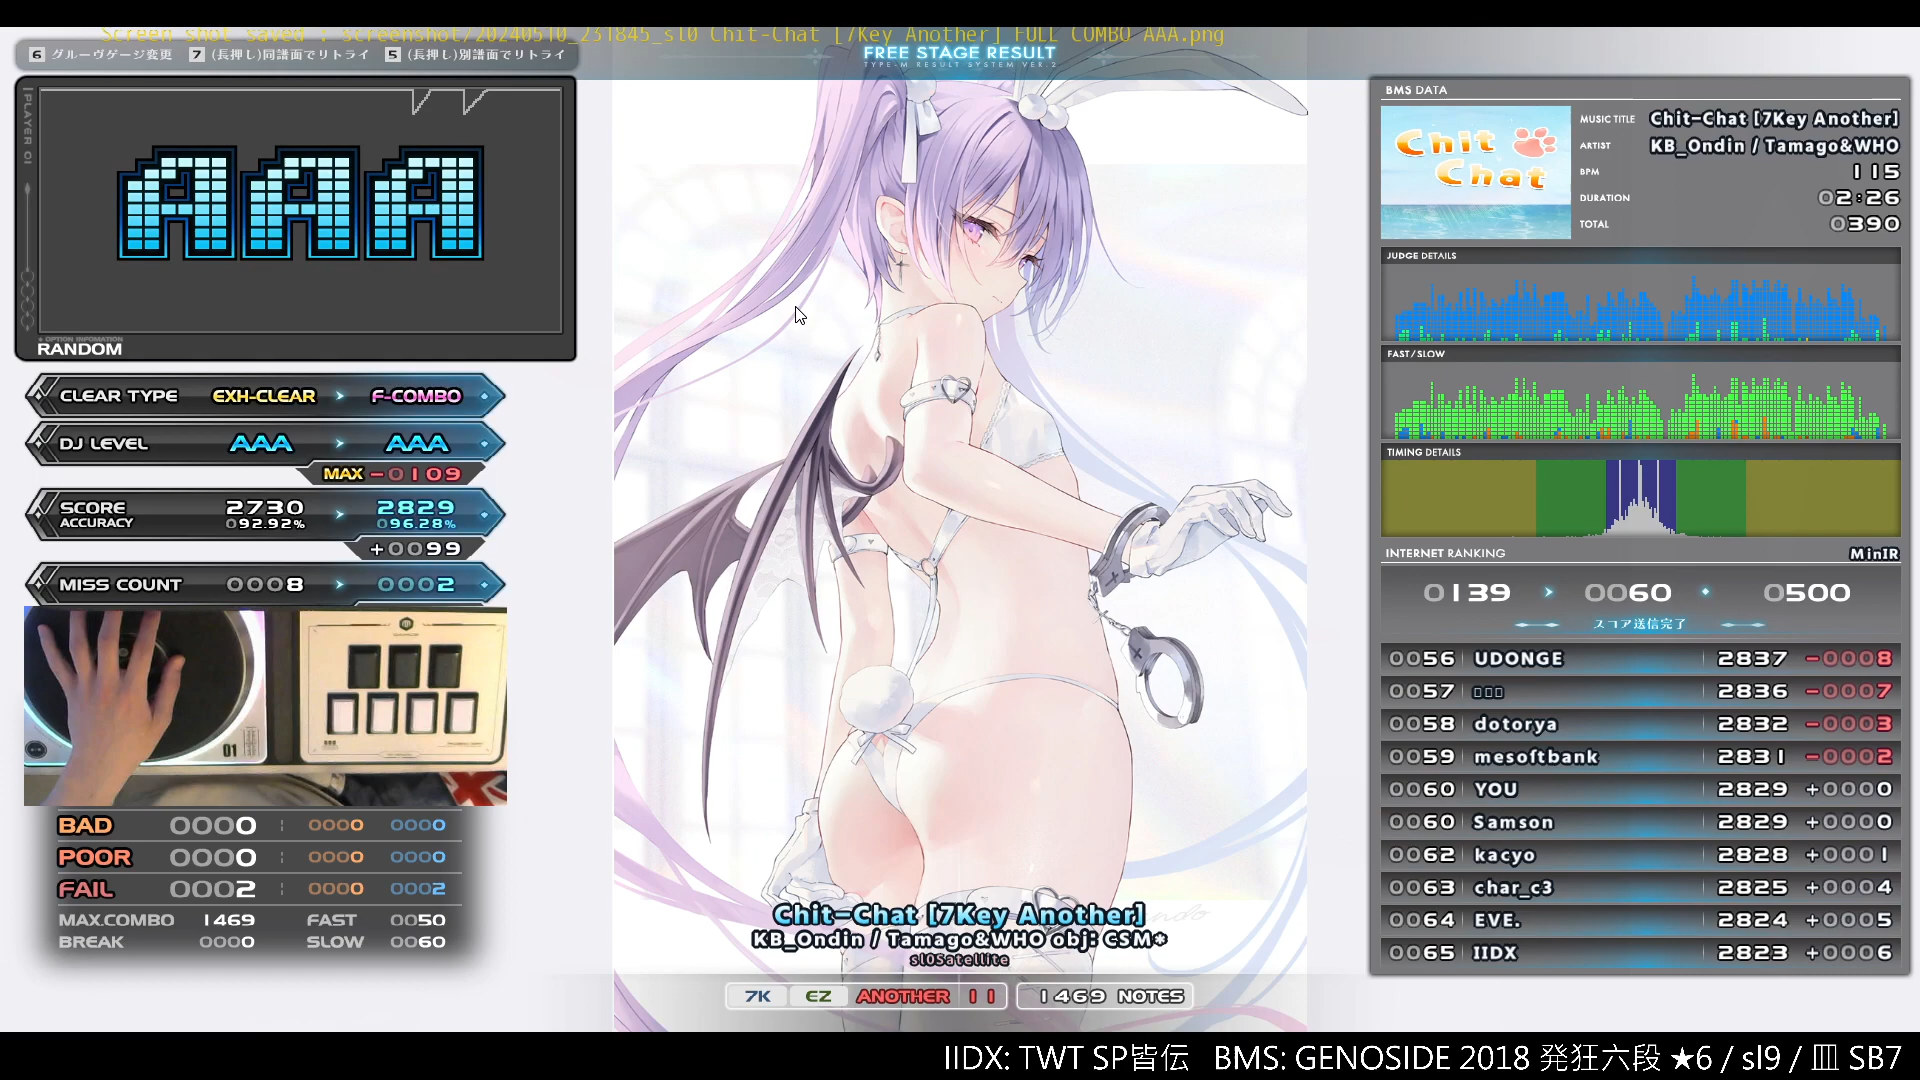 Screen shot saved : screenshot/20240510_231845_sl0 Chit-Chat [7Key Another] FULL COMBO AAA.png
6 グルーヴゲージ変更 7 (長押し)同譜面でリトライ 5 (長押し)別譜面でリトライ
FREE STAGE RESULT
TYPE-M RESULT SYSTEM VER.2
PLAYER 01
AAA
OPTION INFOMATION
RANDOM
CLEAR TYPE EXH-CLEAR F-COMBO
DJ LEVEL AAA AAA
MAX -0109
SCORE 2730 2829
ACCURACY 092.92% 096.28%
+0099
MISS COUNT 0008 0002
01
BAD 0000 0000 0000
POOR 0000 0000 0000
FAIL 0002 0000 0002
MAX.COMBO 1469 FAST 0050
BREAK 0000 SLOW 0060
Chit-Chat [7Key Another]
KB_Ondin / Tamago&WHO obj: CSM*
sl0Satellite
7K EZ ANOTHER 11 1469 NOTES
BMS DATA
Chit Chat
MUSIC TITLE Chit-Chat [7Key Another]
ARTIST KB_Ondin / Tamago&WHO
BPM 115
DURATION 02:26
TOTAL 0390
JUDGE DETAILS
FAST/SLOW
TIMING DETAILS
INTERNET RANKING MinIR
0139 0060 0500
スコア送信完了
0056 UDONGE 2837 -0008
0057 □□□ 2836 -0007
0058 dotorya 2832 -0003
0059 mesoftbank 2831 -0002
0060 YOU 2829 +0000
0060 Samson 2829 +0000
0062 kacyo 2828 +0001
0063 char_c3 2825 +0004
0064 EVE. 2824 +0005
0065 IIDX 2823 +0006
IIDX: TWT SP皆伝 BMS: GENOSIDE 2018 発狂六段 ★6 / sl9 / 皿 SB7